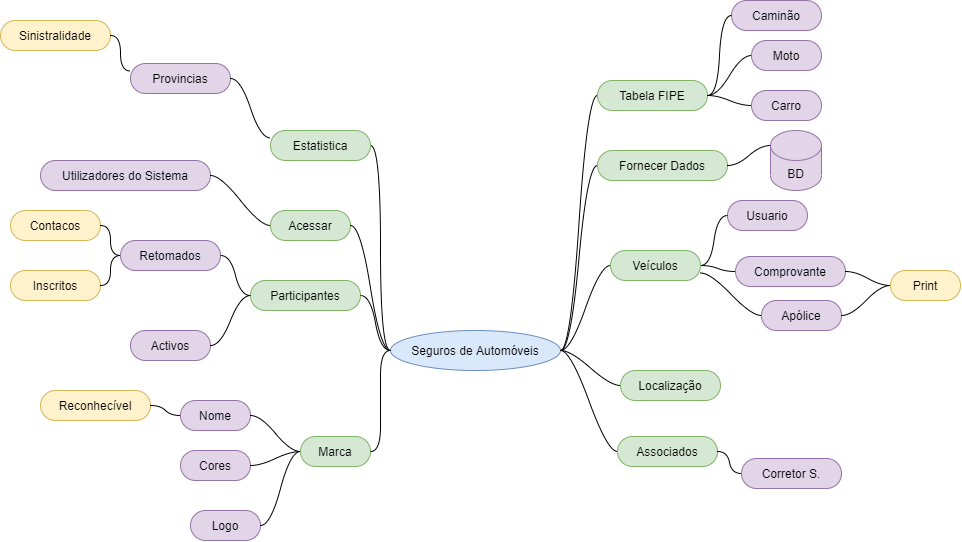 Sinistralidade
Provincias
Estatistica
Utilizadores do Sistema
Acessar
Contacos
Retomados
Inscritos
Participantes
Activos
Reconhecível
Nome
Marca
Cores
Logo
Seguros de Automóveis
Caminão
Moto
Tabela FIPE
Carro
Fornecer Dados
BD
Usuario
Veículos
Comprovante
Print
Apólice
Localização
Associados
Corretor S.